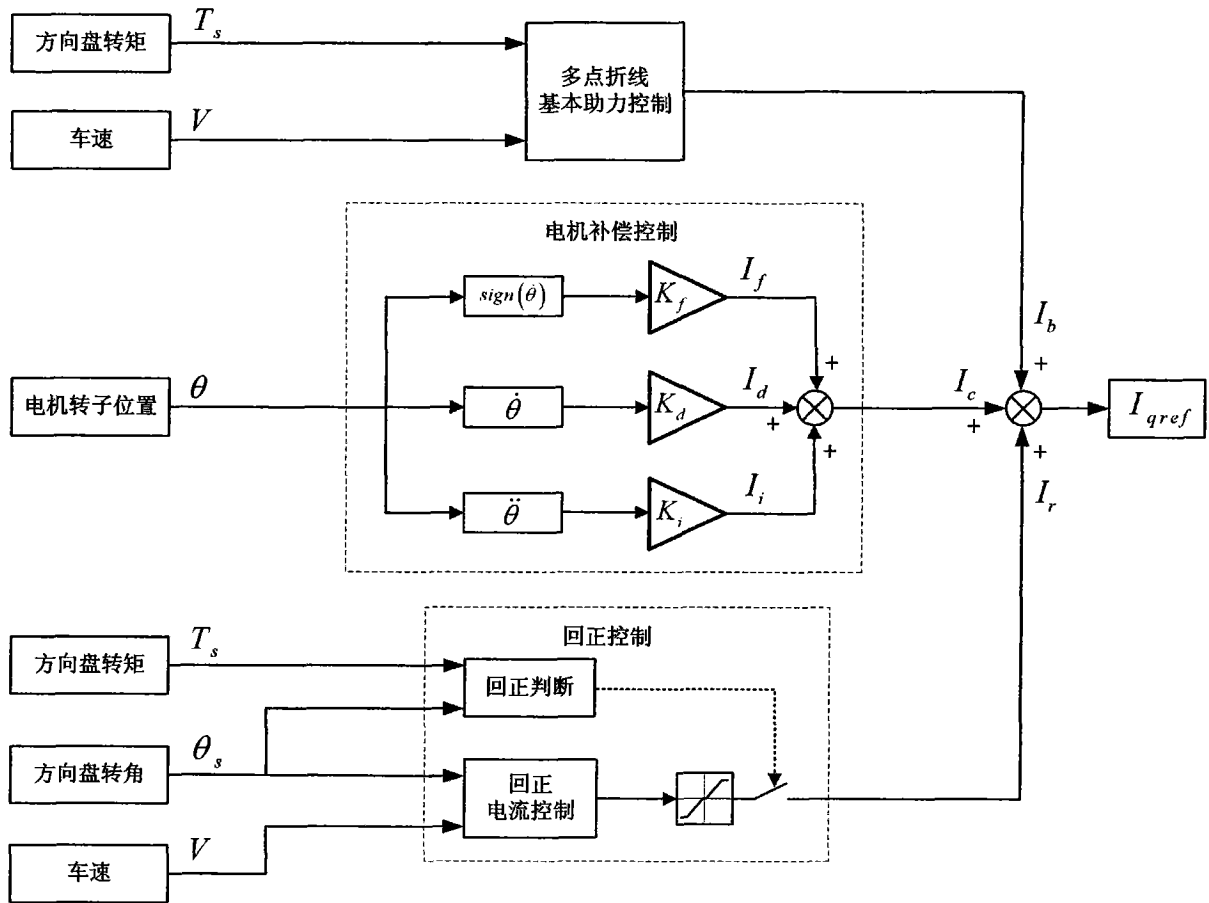 方向盘转矩
T_s
车速
V
多点折线
基本助力控制
电机补偿控制
sign(θ̇)
K_f
I_f
电机转子位置
θ
θ̇
K_d
I_d
θ̈
K_i
I_i
+
+
+
I_c
I_b
+
+
+
I_r
I_{qref}
方向盘转矩
T_s
方向盘转角
θ_s
车速
V
回正控制
回正判断
回正
电流控制